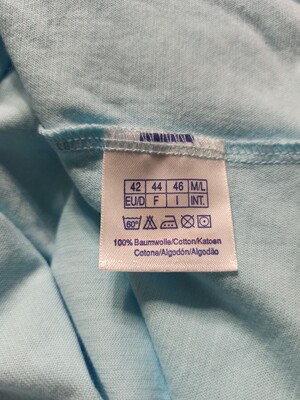 42 44 46 M/L
EU/D F I INT.
60°
100% Baumwolle/Cotton/Katoen
Cotone/Algodón/Algodão